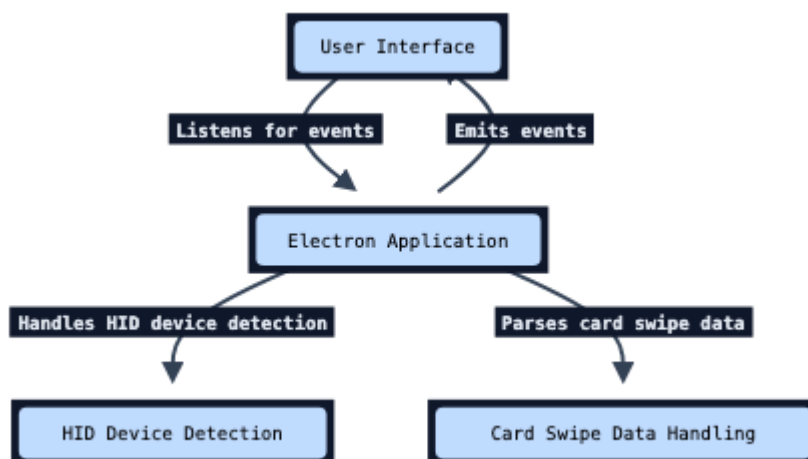 User Interface
Listens for events
Emits events
Electron Application
Handles HID device detection
Parses card swipe data
HID Device Detection
Card Swipe Data Handling